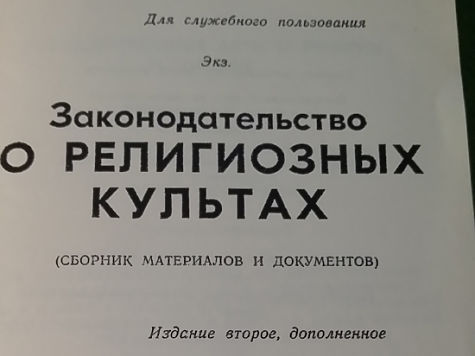 Для служебного пользования
Экз.
Законодательство
О РЕЛИГИОЗНЫХ
КУЛЬТАХ
(СБОРНИК МАТЕРИАЛОВ И ДОКУМЕНТОВ)
Издание второе, дополненное